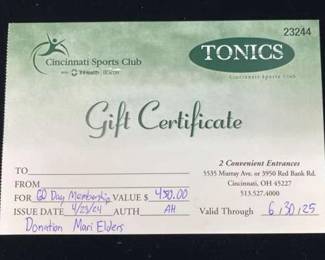 23244
Cincinnati Sports Club
with TriHealth
TONICS
Cincinnati Sports Club
Gift Certificate
2 Convenient Entrances
TO
5535 Murray Ave. or 3950 Red Bank Rd.
FROM
Cincinnati, OH 45227
FOR 60 Day Membership VALUE $ 480.00
513.527.4000
ISSUE DATE 4/23/24 AUTH AH
Valid Through 6/30/25
Donation Mari Elders